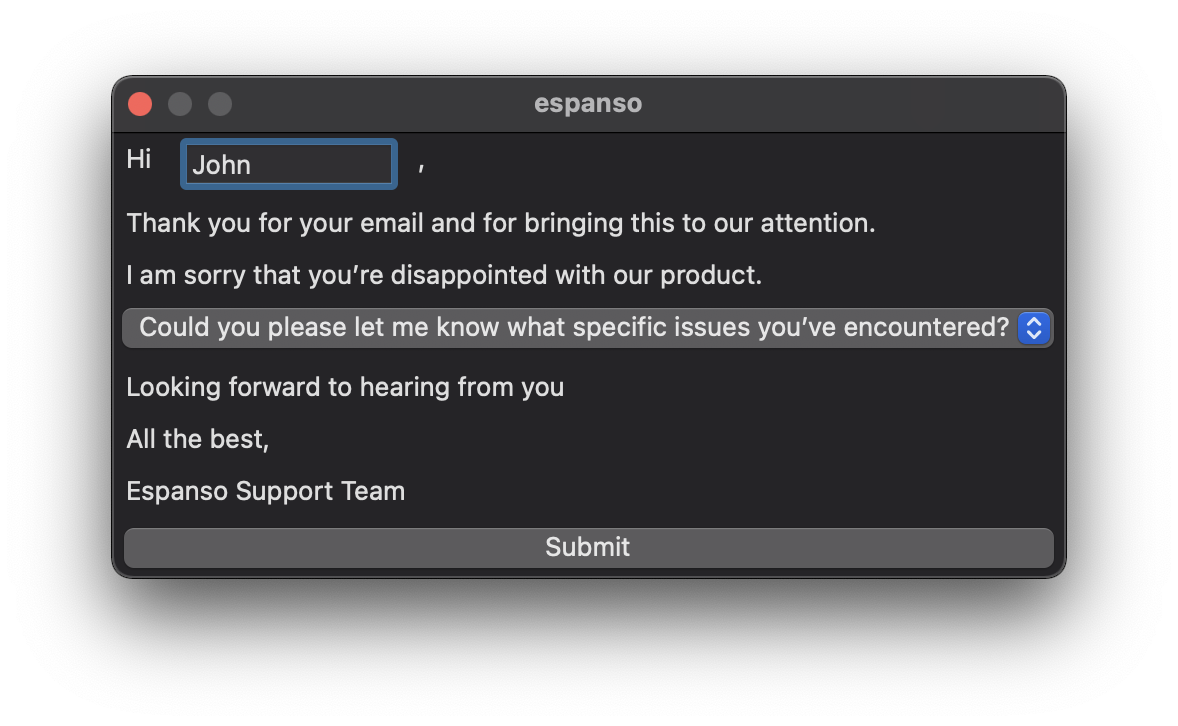 espanso
Hi John ,
Thank you for your email and for bringing this to our attention.
I am sorry that you’re disappointed with our product.
Could you please let me know what specific issues you’ve encountered?
Looking forward to hearing from you
All the best,
Espanso Support Team
Submit